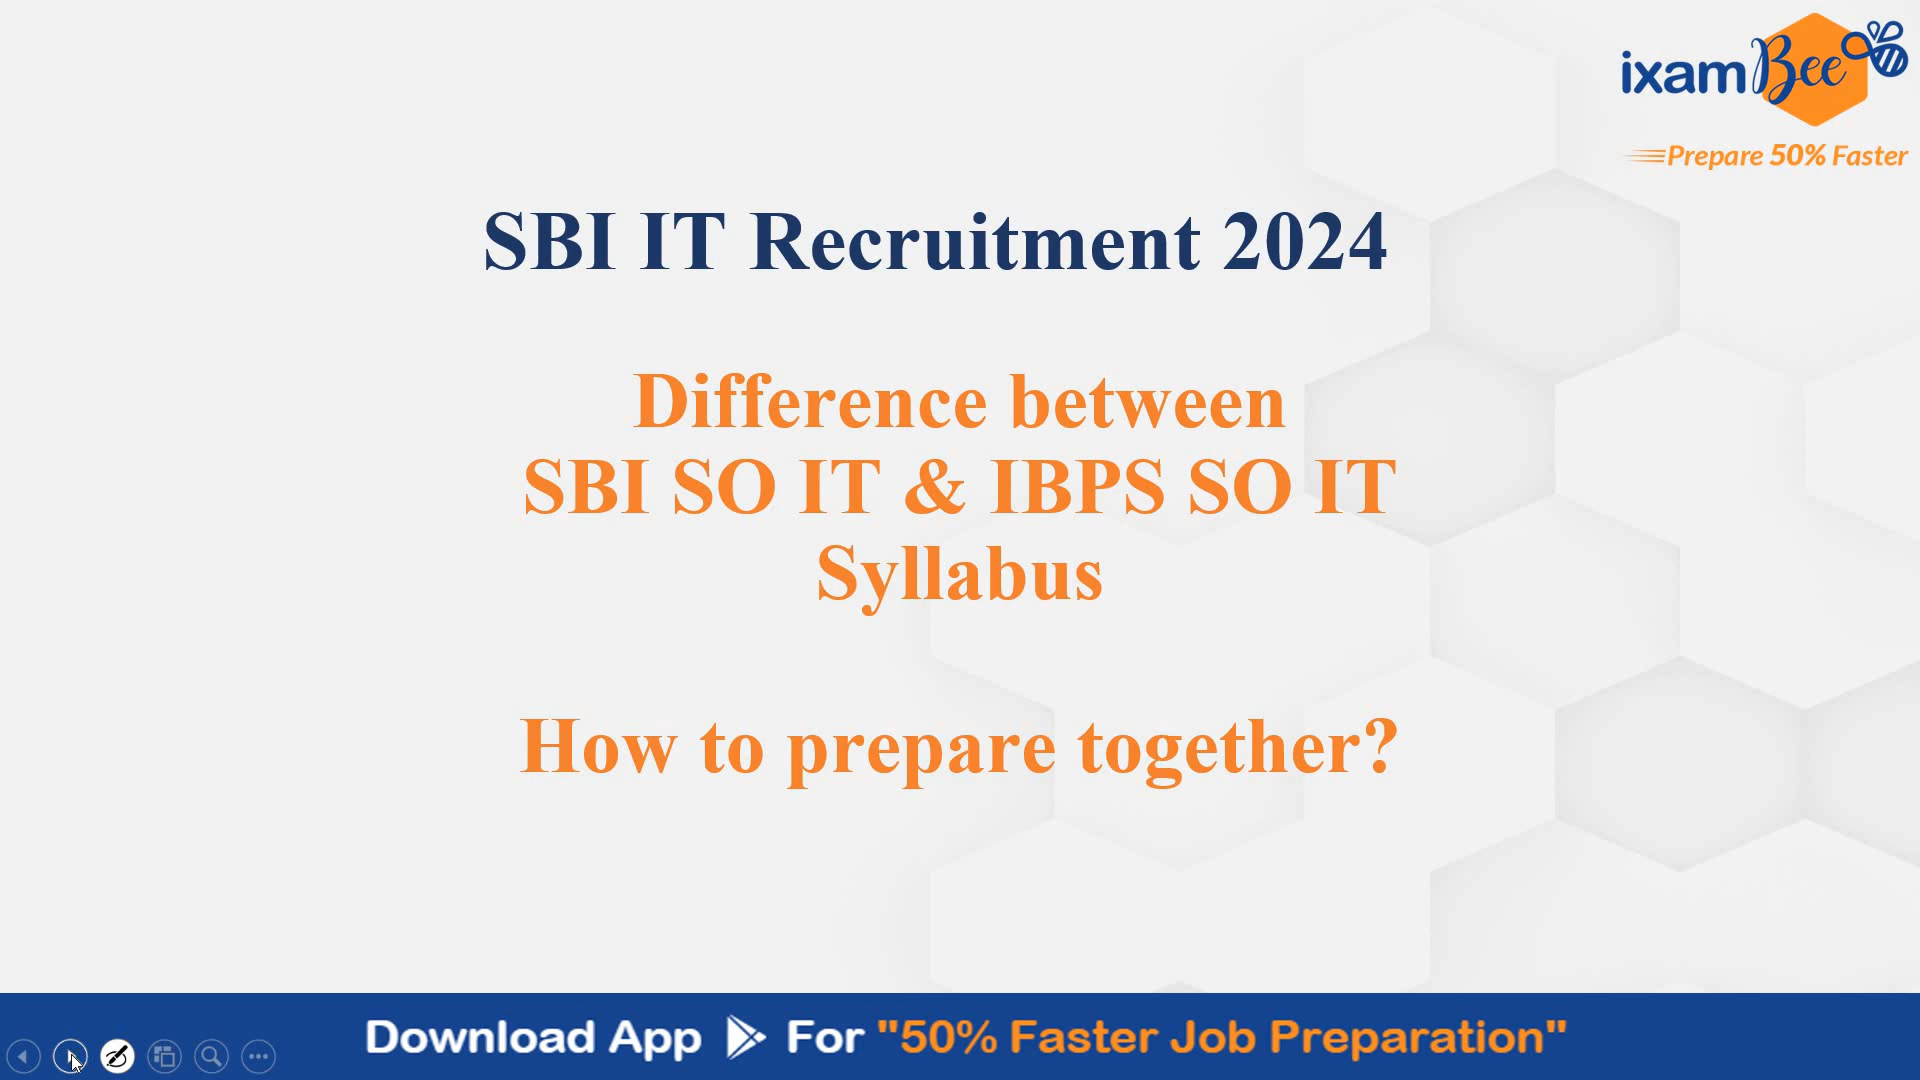 ixamBee
Prepare 50% Faster
SBI IT Recruitment 2024
Difference between
SBI SO IT & IBPS SO IT
Syllabus
How to prepare together?
Download App For "50% Faster Job Preparation"